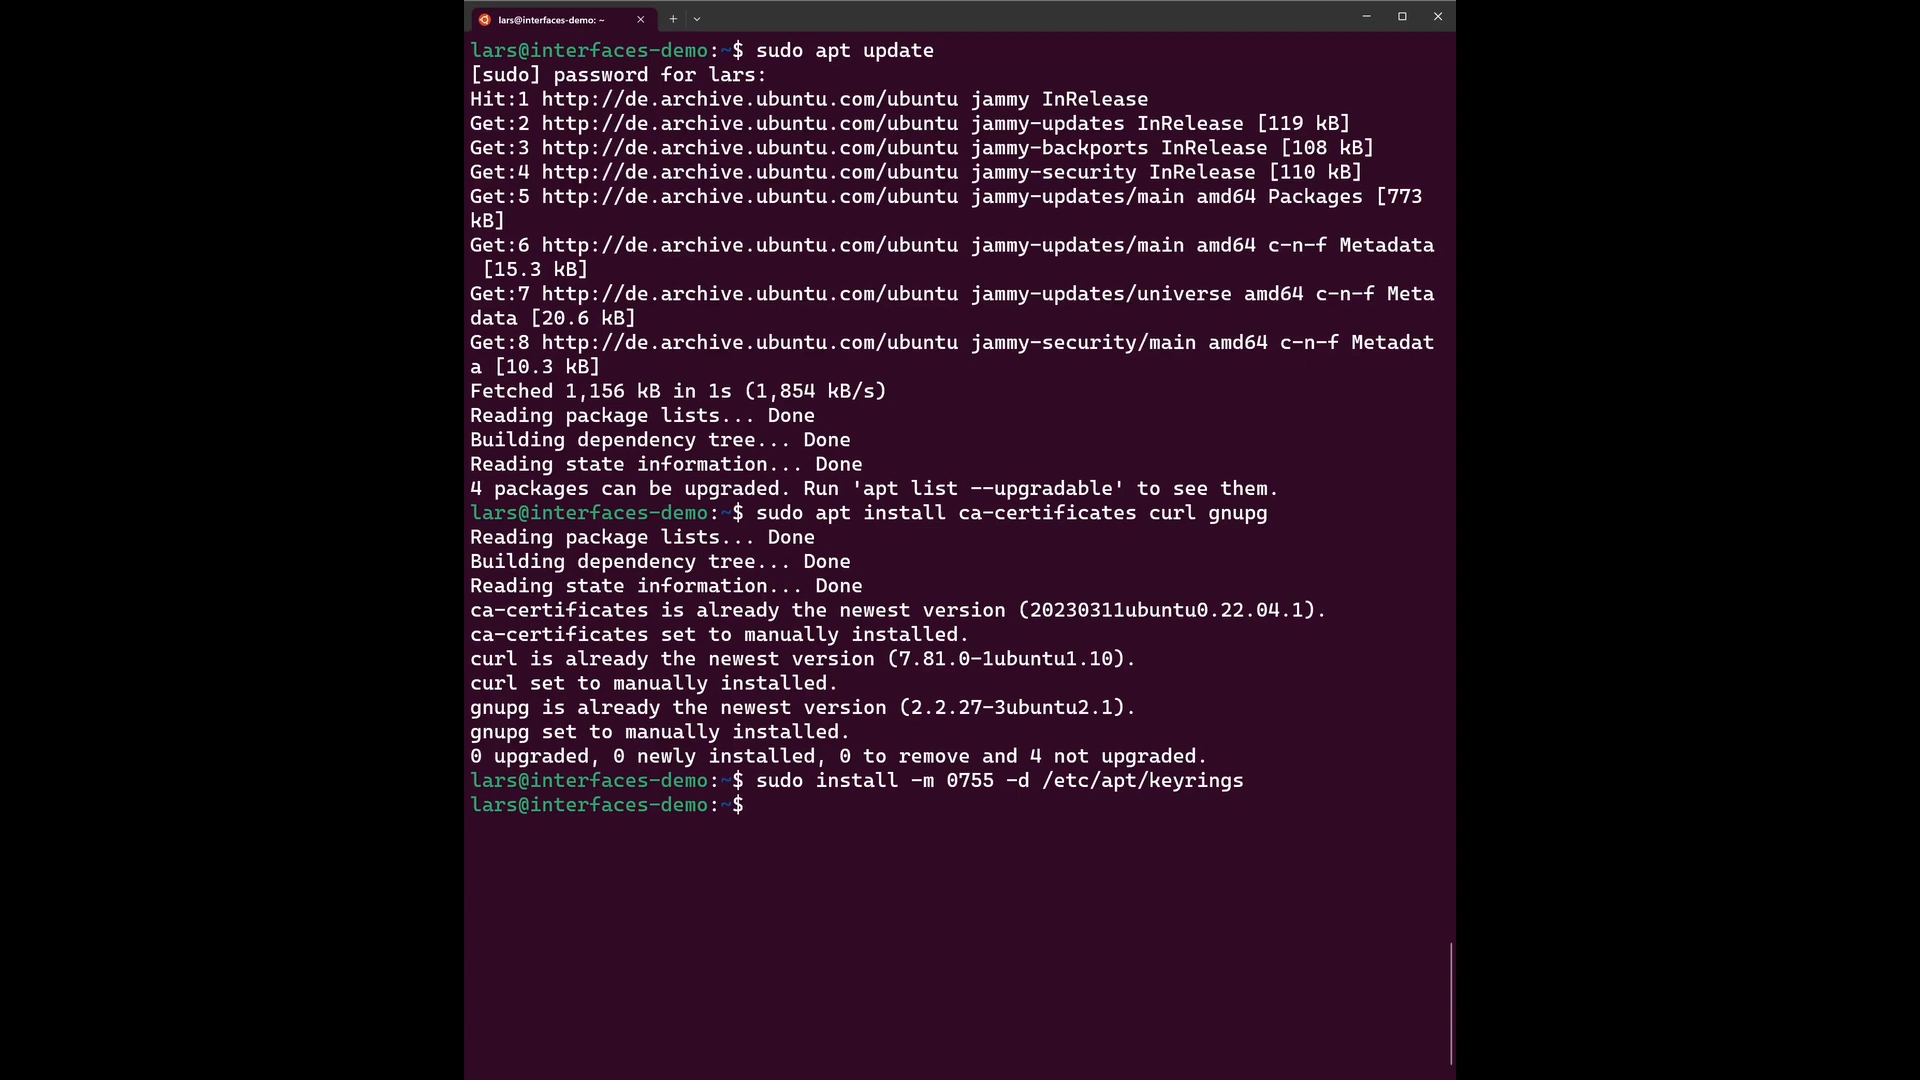 lars@interfaces-demo: ~
lars@interfaces-demo:~$ sudo apt update
[sudo] password for lars:
Hit:1 http://de.archive.ubuntu.com/ubuntu jammy InRelease
Get:2 http://de.archive.ubuntu.com/ubuntu jammy-updates InRelease [119 kB]
Get:3 http://de.archive.ubuntu.com/ubuntu jammy-backports InRelease [108 kB]
Get:4 http://de.archive.ubuntu.com/ubuntu jammy-security InRelease [110 kB]
Get:5 http://de.archive.ubuntu.com/ubuntu jammy-updates/main amd64 Packages [773
kB]
Get:6 http://de.archive.ubuntu.com/ubuntu jammy-updates/main amd64 c-n-f Metadata
[15.3 kB]
Get:7 http://de.archive.ubuntu.com/ubuntu jammy-updates/universe amd64 c-n-f Meta
data [20.6 kB]
Get:8 http://de.archive.ubuntu.com/ubuntu jammy-security/main amd64 c-n-f Metadat
a [10.3 kB]
Fetched 1,156 kB in 1s (1,854 kB/s)
Reading package lists... Done
Building dependency tree... Done
Reading state information... Done
4 packages can be upgraded. Run 'apt list --upgradable' to see them.
lars@interfaces-demo:~$ sudo apt install ca-certificates curl gnupg
Reading package lists... Done
Building dependency tree... Done
Reading state information... Done
ca-certificates is already the newest version (20230311ubuntu0.22.04.1).
ca-certificates set to manually installed.
curl is already the newest version (7.81.0-1ubuntu1.10).
curl set to manually installed.
gnupg is already the newest version (2.2.27-3ubuntu2.1).
gnupg set to manually installed.
0 upgraded, 0 newly installed, 0 to remove and 4 not upgraded.
lars@interfaces-demo:~$ sudo install -m 0755 -d /etc/apt/keyrings
lars@interfaces-demo:~$